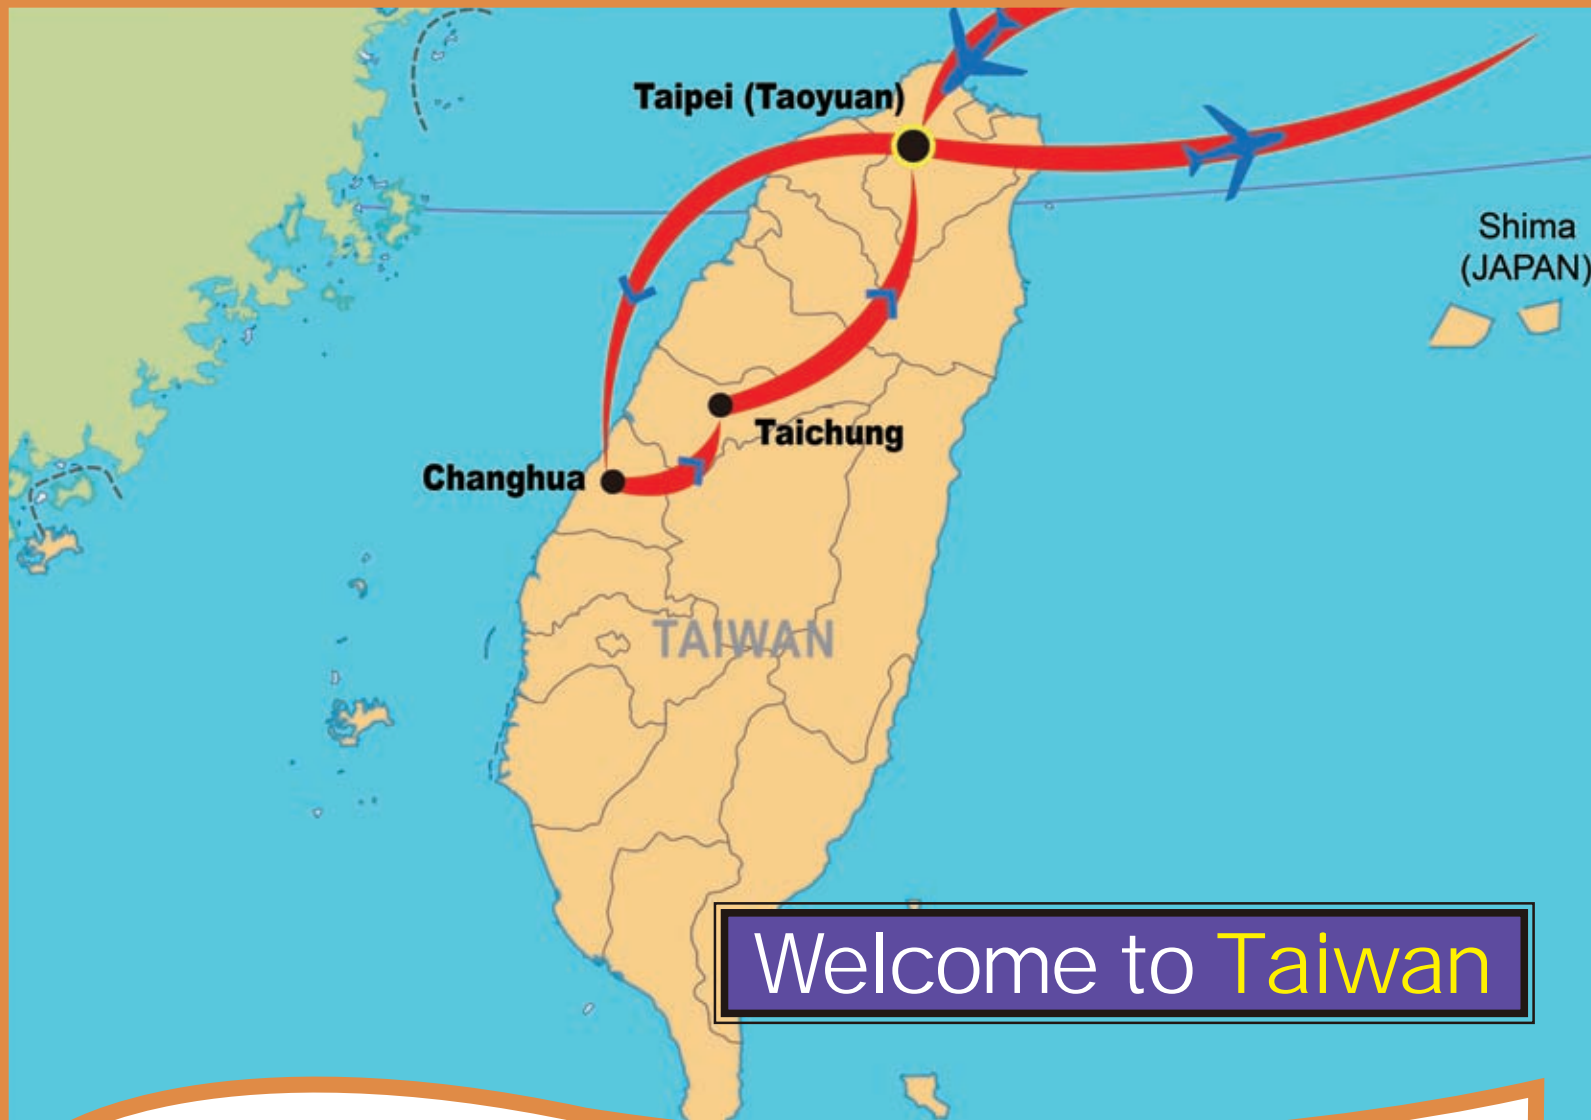 Taipei (Taoyuan)
Shima
(JAPAN)
Taichung
Changhua
TAIWAN
Welcome to Taiwan